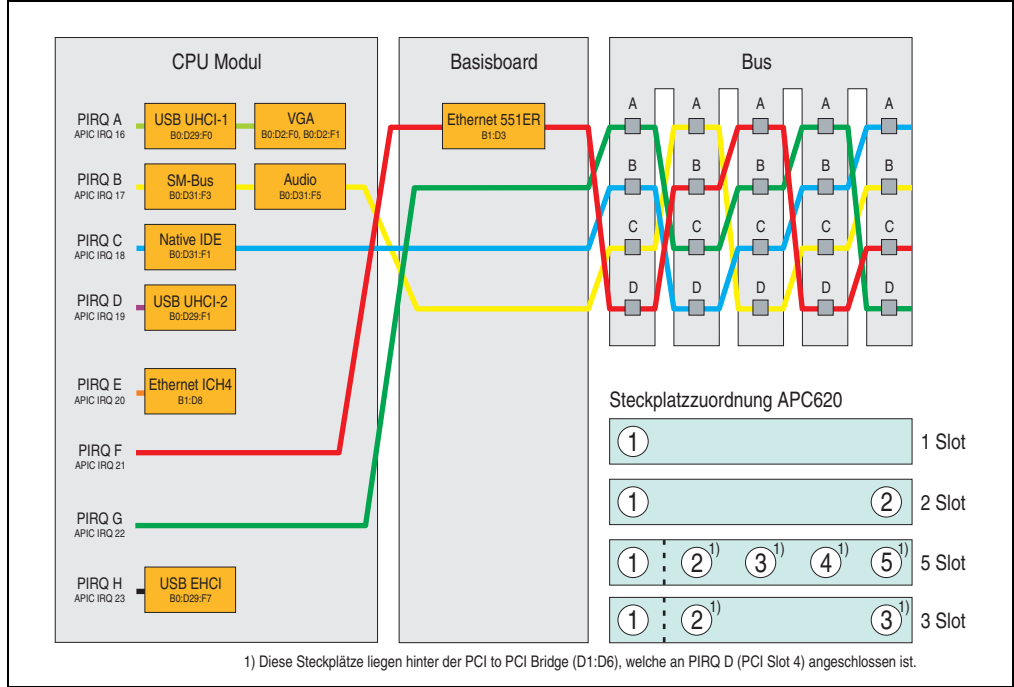 CPU Modul
Basisboard
Bus
PIRQ A
APIC IRQ 16
USB UHCI-1
B0:D29:F0
VGA
B0:D2:F0, B0:D2:F1
Ethernet 551ER
B1:D3
A A A A A
PIRQ B
APIC IRQ 17
SM-Bus
B0:D31:F3
Audio
B0:D31:F5
B B B B B
PIRQ C
APIC IRQ 18
Native IDE
B0:D31:F1
C C C C C
PIRQ D
APIC IRQ 19
USB UHCI-2
B0:D29:F1
D D D D D
PIRQ E
APIC IRQ 20
Ethernet ICH4
B1:D8
PIRQ F
APIC IRQ 21
PIRQ G
APIC IRQ 22
PIRQ H
APIC IRQ 23
USB EHCI
B0:D29:F7
Steckplatzzuordnung APC620
1 1 Slot
1 2 2 Slot
1 2 1) 3 1) 4 1) 5 1) 5 Slot
1 2 1) 3 1) 3 Slot
1) Diese Steckplätze liegen hinter der PCI to PCI Bridge (D1:D6), welche an PIRQ D (PCI Slot 4) angeschlossen ist.